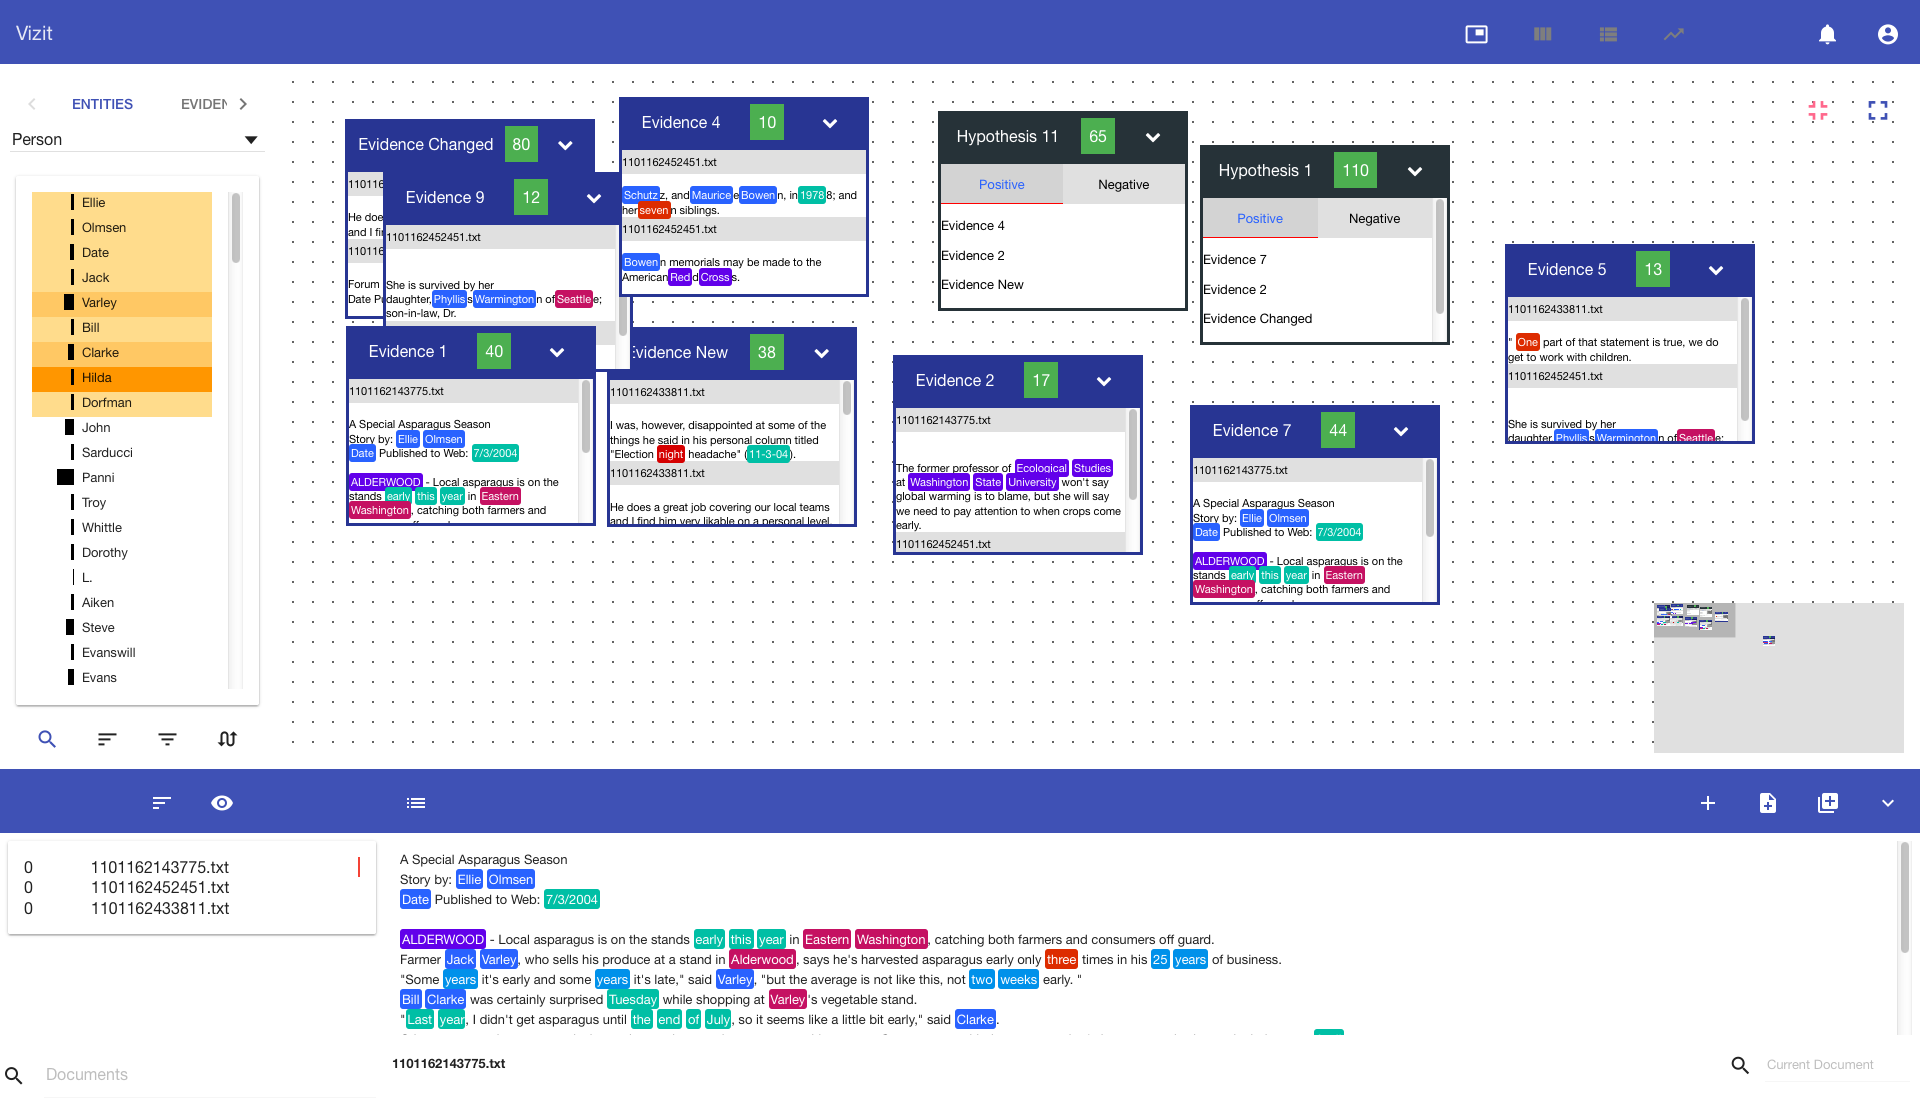 Vizit
ENTITIES
EVIDEN
Person
Ellie
Olmsen
Date
Jack
Varley
Bill
Clarke
Hilda
Dorfman
John
Sarducci
Panni
Troy
Whittle
Dorothy
L.
Aiken
Steve
Evanswill
Evans
Evidence Changed 80
11011
He doe
and I fi
11011
Forum
Date P
Evidence 9 12
1101162452451.txt
She is survived by her
daughter, Phyllis s Warmington n of Seattle e;
son-in-law, Dr.
Evidence 4 10
1101162452451.txt
Schutz z, and Maurice e Bowen n, in 1978 8; and
her seven n siblings.
1101162452451.txt
Bowen n memorials may be made to the
American Red d Cross s.
Evidence 1 40
1101162143775.txt
A Special Asparagus Season
Story by: Ellie Olmsen
Date Published to Web: 7/3/2004
ALDERWOOD - Local asparagus is on the
stands early this year in Eastern
Washington, catching both farmers and
Evidence New 38
1101162433811.txt
I was, however, disappointed at some of the
things he said in his personal column titled
"Election night headache" (11-3-04).
1101162433811.txt
He does a great job covering our local teams
and I find him very likable on a personal level
Hypothesis 11 65
Positive Negative
Evidence 4
Evidence 2
Evidence New
Hypothesis 1 110
Positive Negative
Evidence 7
Evidence 2
Evidence Changed
Evidence 2 17
1101162143775.txt
The former professor of Ecological Studies
at Washington State University won't say
global warming is to blame, but she will say
we need to pay attention to when crops come
early.
1101162452451.txt
Evidence 7 44
1101162143775.txt
A Special Asparagus Season
Story by: Ellie Olmsen
Date Published to Web: 7/3/2004
ALDERWOOD - Local asparagus is on the
stands early this year in Eastern
Washington, catching both farmers and
Evidence 5 13
1101162433811.txt
" One part of that statement is true, we do
get to work with children.
1101162452451.txt
She is survived by her
daughter, Phyllis s Warmington n of Seattle e;
0 1101162143775.txt
0 1101162452451.txt
0 1101162433811.txt
Documents
A Special Asparagus Season
Story by: Ellie Olmsen
Date Published to Web: 7/3/2004
ALDERWOOD - Local asparagus is on the stands early this year in Eastern Washington, catching both farmers and consumers off guard.
Farmer Jack Varley, who sells his produce at a stand in Alderwood, says he's harvested asparagus early only three times in his 25 years of business.
"Some years it's early and some years it's late," said Varley, "but the average is not like this, not two weeks early. "
Bill Clarke was certainly surprised Tuesday while shopping at Varley's vegetable stand.
"Last year, I didn't get asparagus until the end of July, so it seems like a little bit early," said Clarke.
1101162143775.txt
Current Document